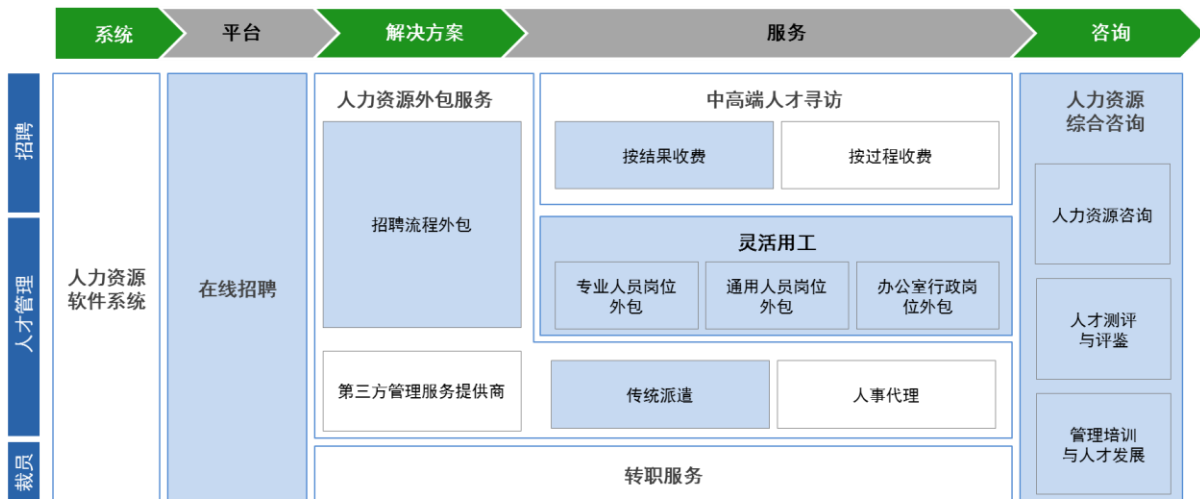 系统
平台
解决方案
服务
咨询
招聘
人才管理
裁员
人力资源
软件系统
在线招聘
人力资源外包服务
招聘流程外包
第三方管理服务提供商
中高端人才寻访
按结果收费
按过程收费
灵活用工
专业人员岗位
外包
通用人员岗位
外包
办公室行政岗
位外包
传统派遣
人事代理
转职服务
人力资源
综合咨询
人力资源咨询
人才测评
与评鉴
管理培训
与人才发展